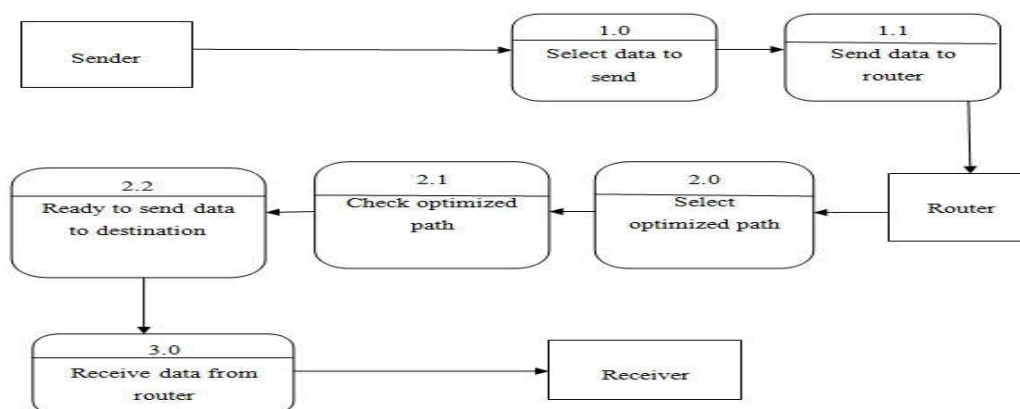 Sender
1.0
Select data to
send
1.1
Send data to
router
Router
2.0
Select
optimized path
2.1
Check optimized
path
2.2
Ready to send data
to destination
3.0
Receive data from
router
Receiver